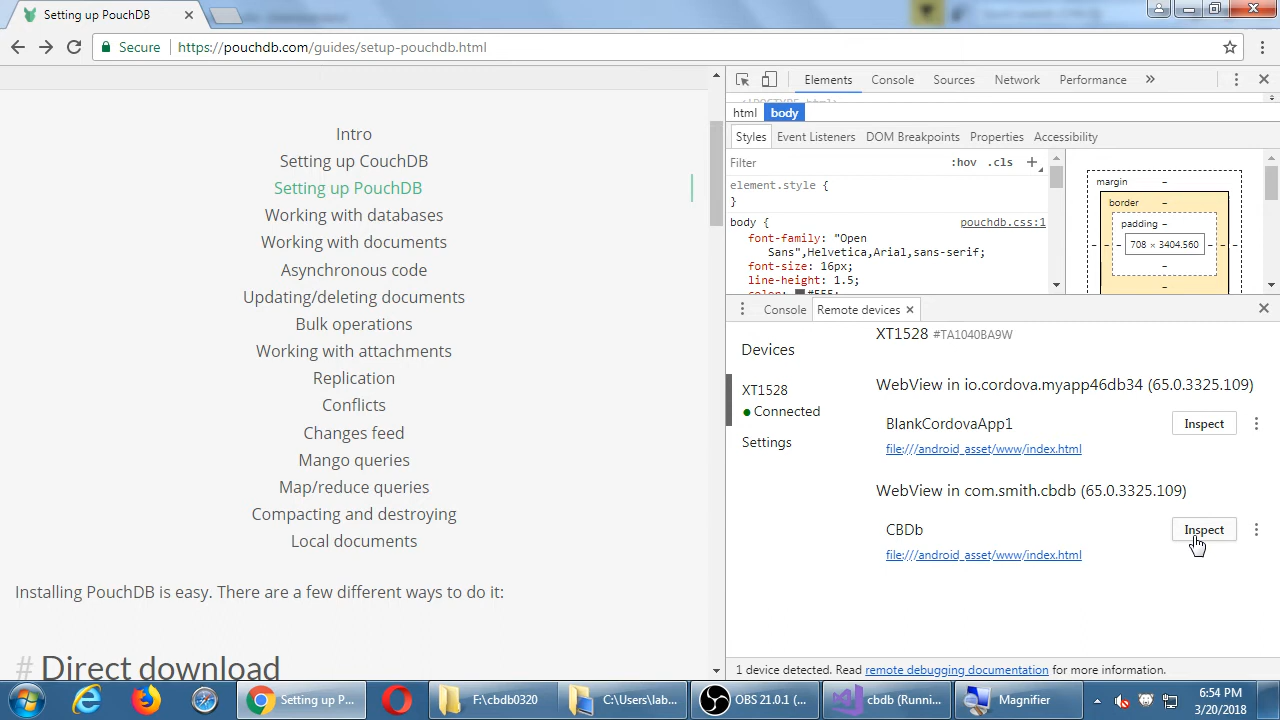 Setting up PouchDB
Secure
https://pouchdb.com/guides/setup-pouchdb.html
Intro
Setting up CouchDB
Setting up PouchDB
Working with databases
Working with documents
Asynchronous code
Updating/deleting documents
Bulk operations
Working with attachments
Replication
Conflicts
Changes feed
Mango queries
Map/reduce queries
Compacting and destroying
Local documents
Installing PouchDB is easy. There are a few different ways to do it:
# Direct download
Elements Console Sources Network Performance »
html body
Styles Event Listeners DOM Breakpoints Properties Accessibility
Filter :hov .cls +
element.style {
}
body { pouchdb.css:1
font-family: "Open
Sans",Helvetica,Arial,sans-serif;
font-size: 16px;
line-height: 1.5;
color: #555;
margin –
border –
padding –
– – – 708 × 3404.560 – – –
–
–
Console Remote devices ×
Devices
XT1528
Connected
Settings
XT1528 #TA1040BA9W
WebView in io.cordova.myapp46db34 (65.0.3325.109)
BlankCordovaApp1 Inspect
file:///android_asset/www/index.html
WebView in com.smith.cbdb (65.0.3325.109)
CBDb Inspect
file:///android_asset/www/index.html
1 device detected. Read remote debugging documentation for more information.
Setting up P... F:\cbdb0320 C:\Users\lab... OBS 21.0.1 (... cbdb (Runni... Magnifier
6:54 PM
3/20/2018